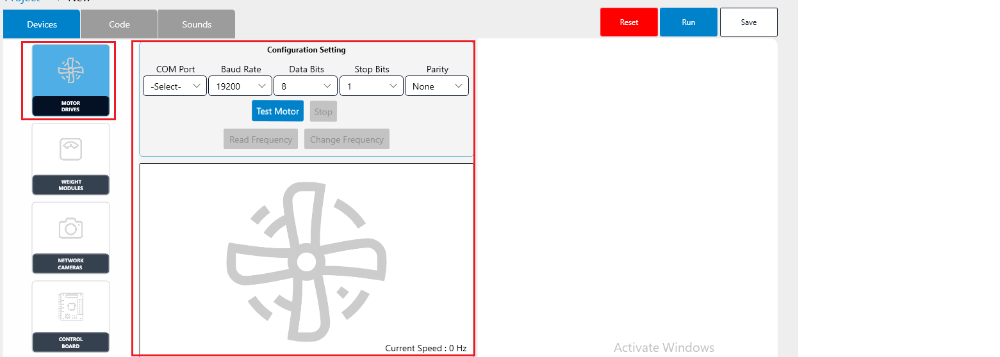 Project > New
Devices
Code
Sounds
Reset
Run
Save
MOTOR
DRIVES
WEIGHT
MODULES
NETWORK
CAMERAS
CONTROL
BOARD
Configuration Setting
COM Port
Baud Rate
Data Bits
Stop Bits
Parity
-Select-
19200
8
1
None
Test Motor
Stop
Read Frequency
Change Frequency
Current Speed : 0 Hz
Activate Windows